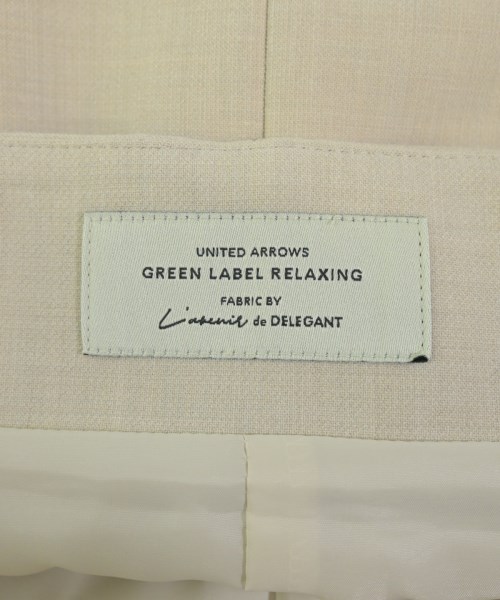 UNITED ARROWS
GREEN LABEL RELAXING
FABRIC BY
L'avenir de DELEGANT